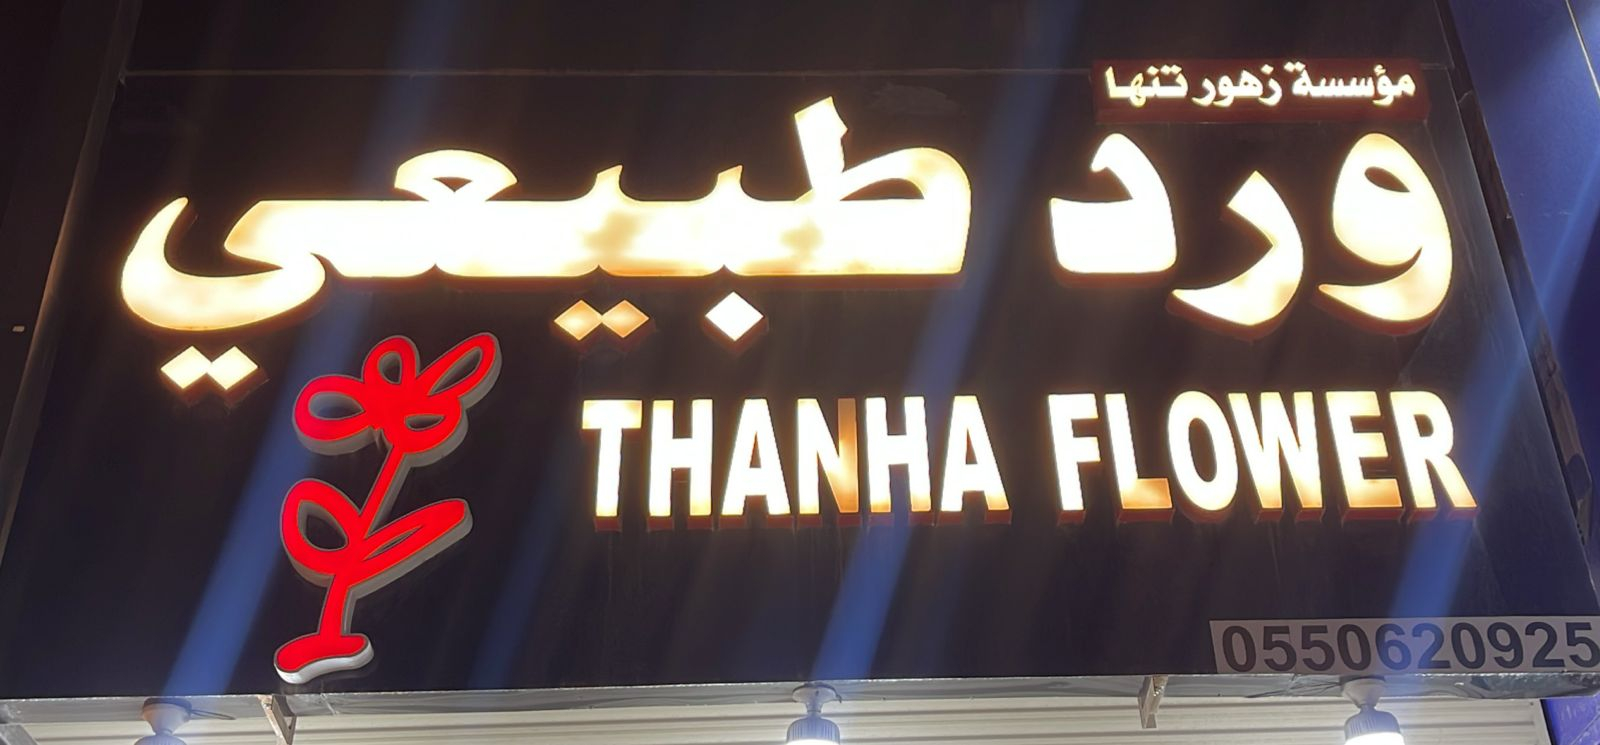 مؤسسة زهور تنها
ورد طبيعي
THANHA FLOWER
0550620925